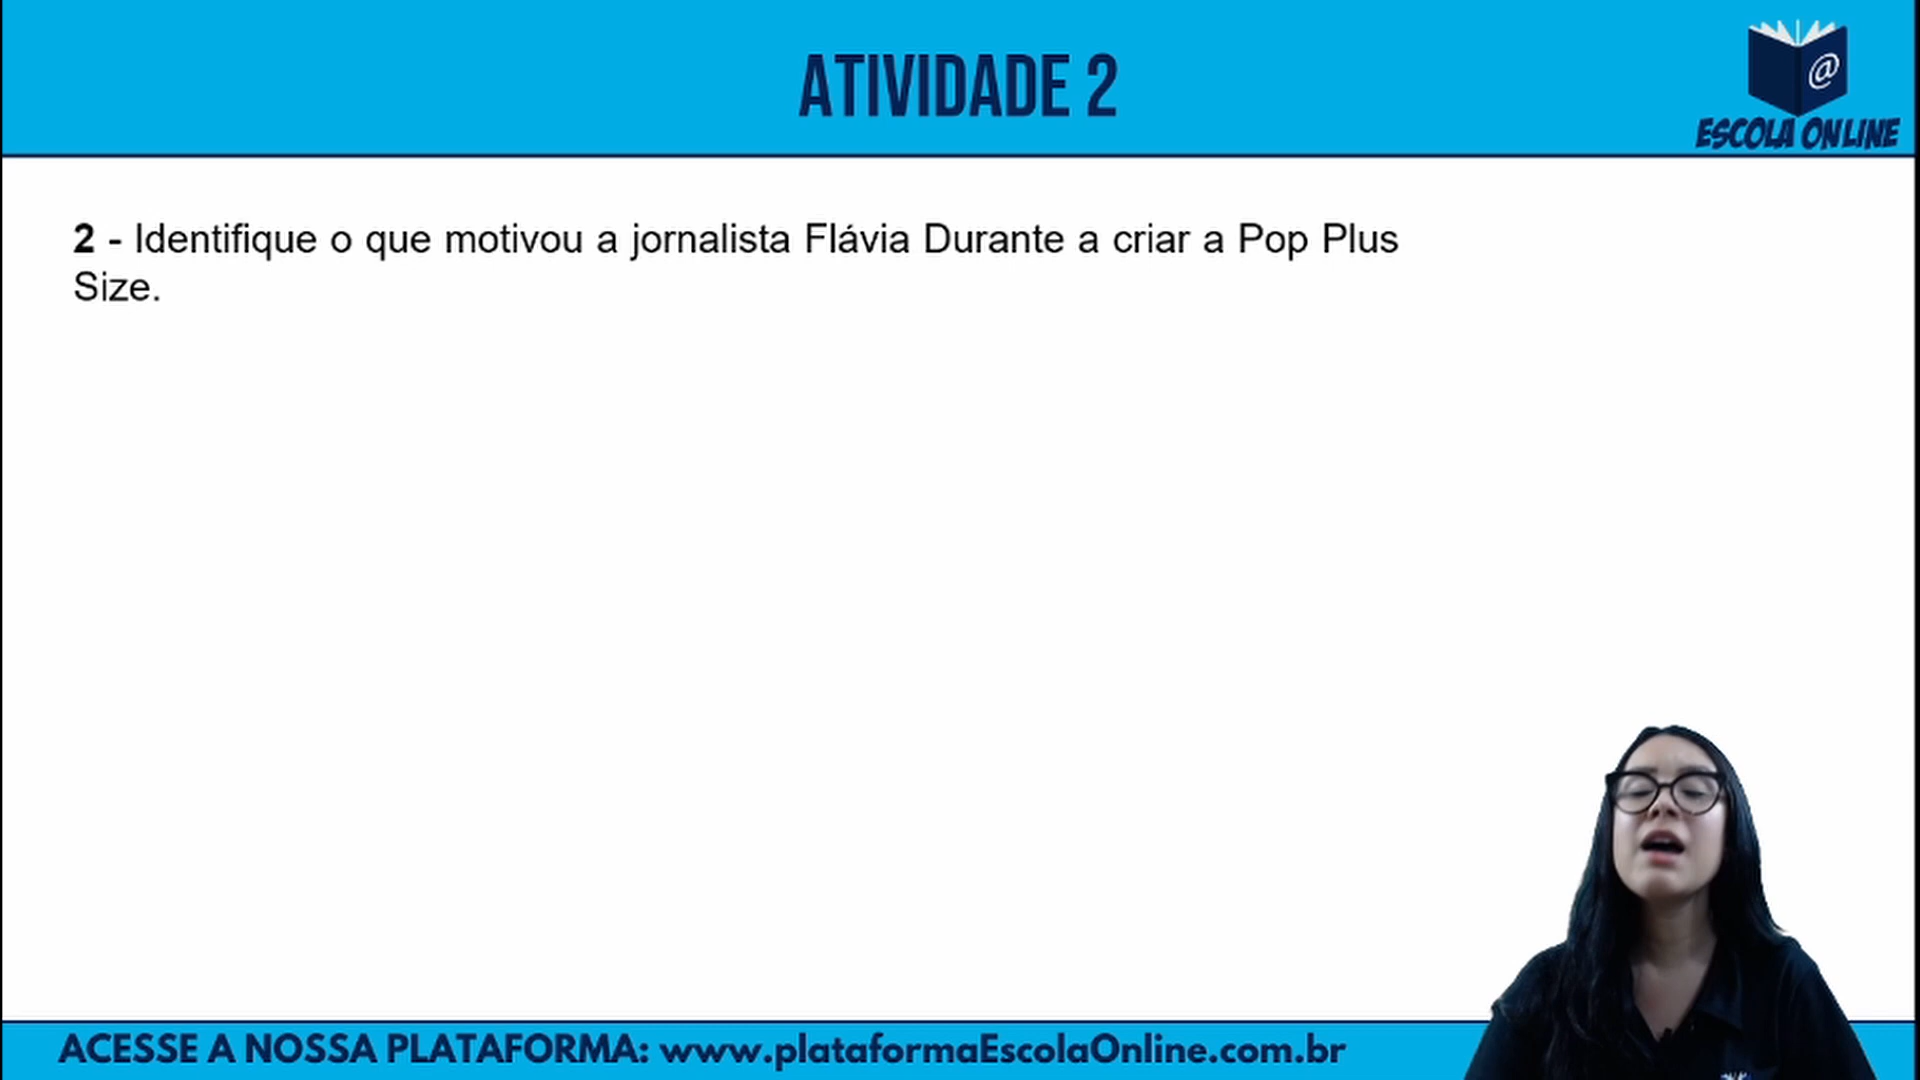 ATIVIDADE 2
@
ESCOLA ONLINE
2 - Identifique o que motivou a jornalista Flávia Durante a criar a Pop Plus
Size.
ACESSE A NOSSA PLATAFORMA: www.plataformaEscolaOnline.com.br